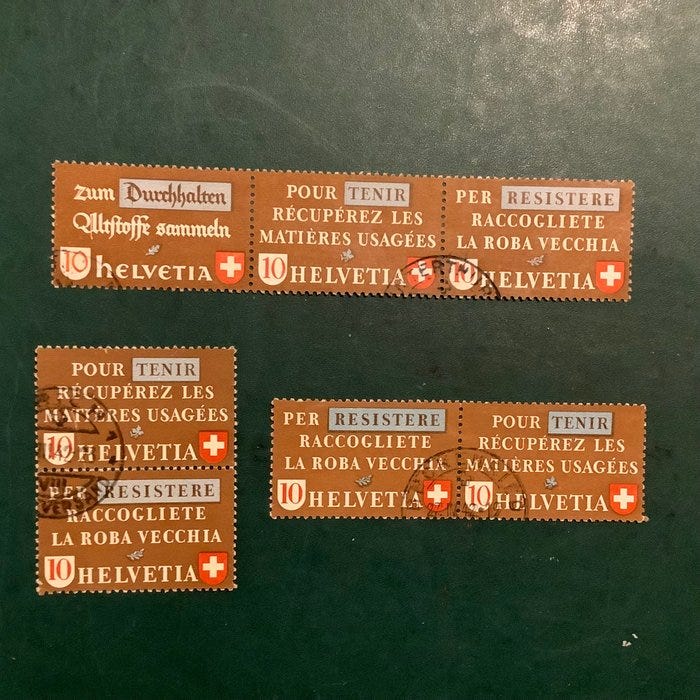 zum Durchhalten
Altstoffe sammeln
10 HELVETIA
POUR TENIR
RÉCUPÉREZ LES
MATIÈRES USAGÉES
10 HELVETIA
PER RESISTERE
RACCOGLIETE
LA ROBA VECCHIA
10 HELVETIA
POUR TENIR
RÉCUPÉREZ LES
MATIÈRES USAGÉES
10 HELVETIA
PER RESISTERE
RACCOGLIETE
LA ROBA VECCHIA
10 HELVETIA
PER RESISTERE
RACCOGLIETE
LA ROBA VECCHIA
10 HELVETIA
POUR TENIR
RÉCUPÉREZ LES
MATIÈRES USAGÉES
10 HELVETIA